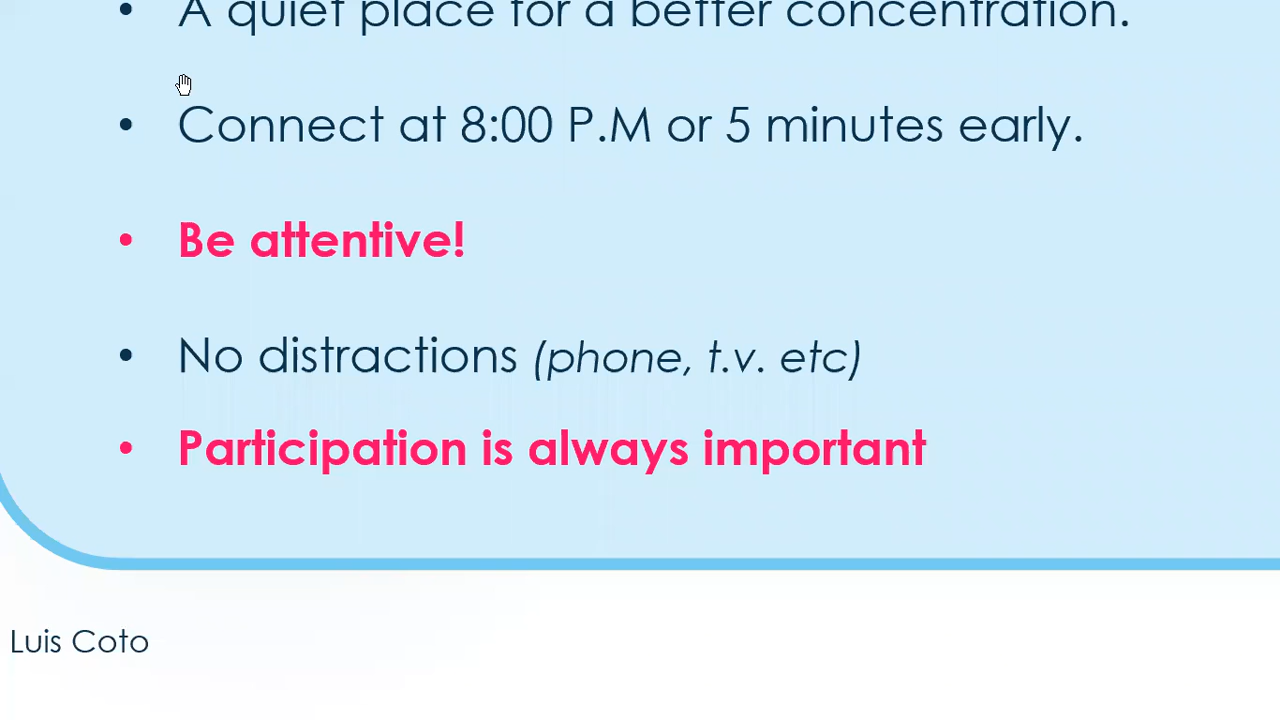 • A quiet place for a better concentration.
• Connect at 8:00 P.M or 5 minutes early.
• Be attentive!
• No distractions (phone, t.v. etc)
• Participation is always important
Luis Coto